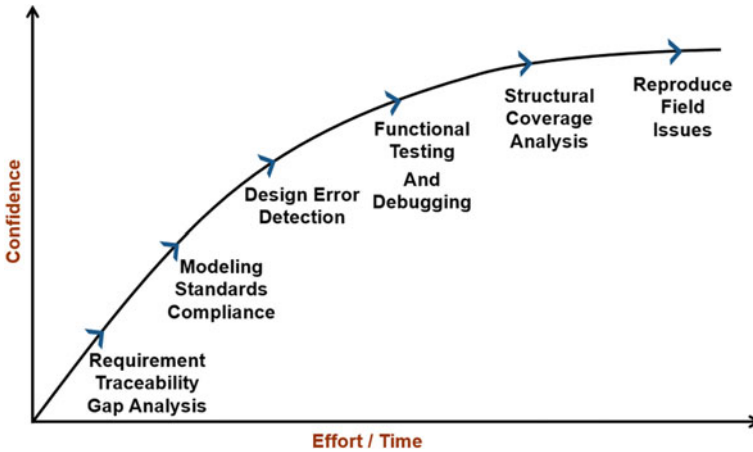 Reproduce
Field
Issues
Structural
Coverage
Analysis
Functional
Testing
And
Debugging
Design Error
Detection
Modeling
Standards
Compliance
Requirement
Traceability
Gap Analysis
Confidence
Effort / Time